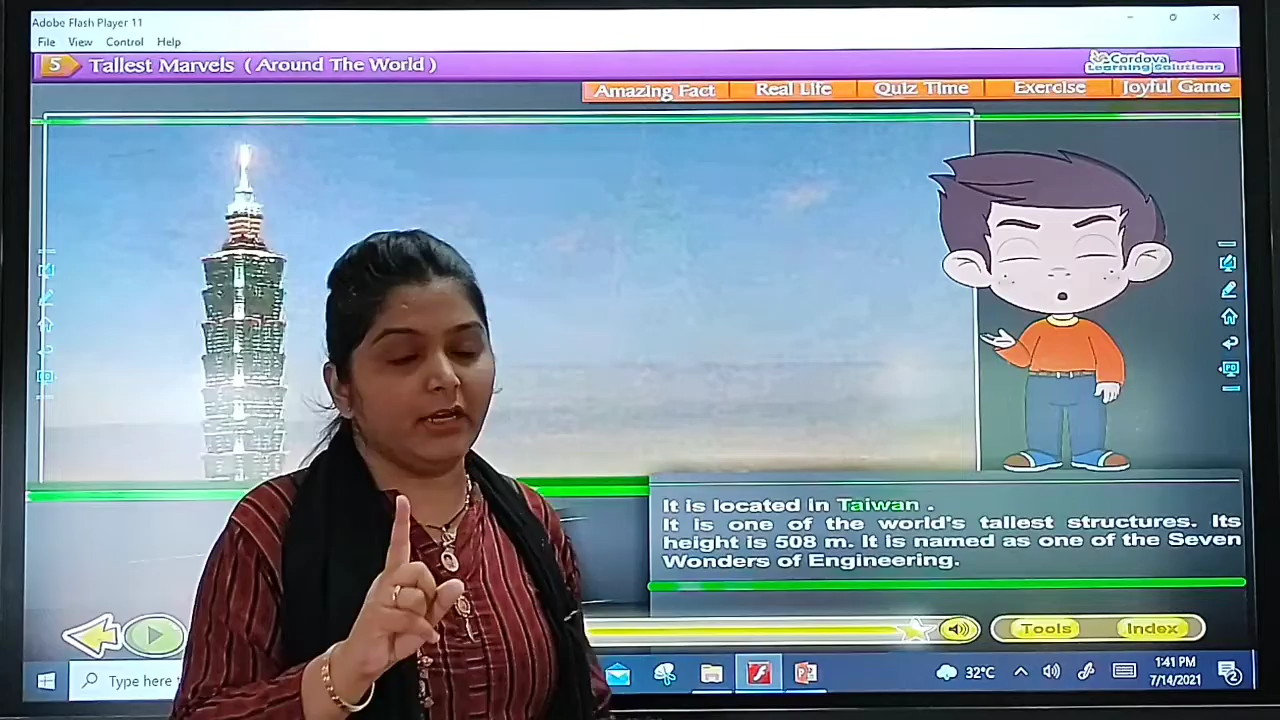 Adobe Flash Player 11
File View Control Help
5 Tallest Marvels ( Around The World )
Cordova
Learning Solutions
Amazing Fact Real Life Quiz Time Exercise Joyful Game
PD
It is located in Taiwan .
It is one of the world's tallest structures. Its
height is 508 m. It is named as one of the Seven
Wonders of Engineering.
Tools Index
Type here
32°C
1:41 PM
7/14/2021
2